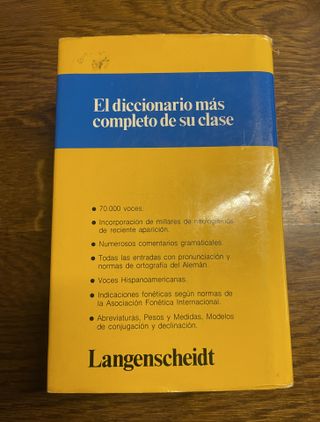 El diccionario más
completo de su clase
● 70.000 voces.
● Incorporación de millares de neologismos
de reciente aparición.
● Numerosos comentarios gramaticales.
● Todas las entradas con pronunciación y
normas de ortografía del Alemán.
● Voces Hispanoamericanas.
● Indicaciones fonéticas según normas de
la Asociación Fonética Internacional.
● Abreviaturas, Pesos y Medidas, Modelos
de conjugación y declinación.
Langenscheidt